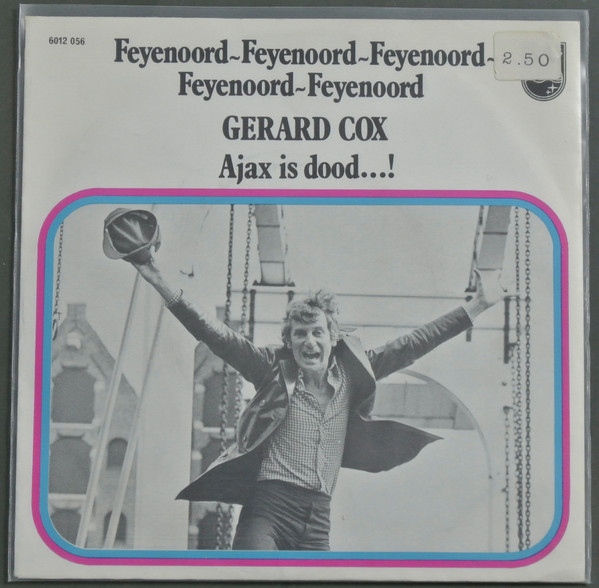 6012 056
Feyenoord~Feyenoord~Feyenoord~
2.50
Feyenoord~Feyenoord
GERARD COX
Ajax is dood...!